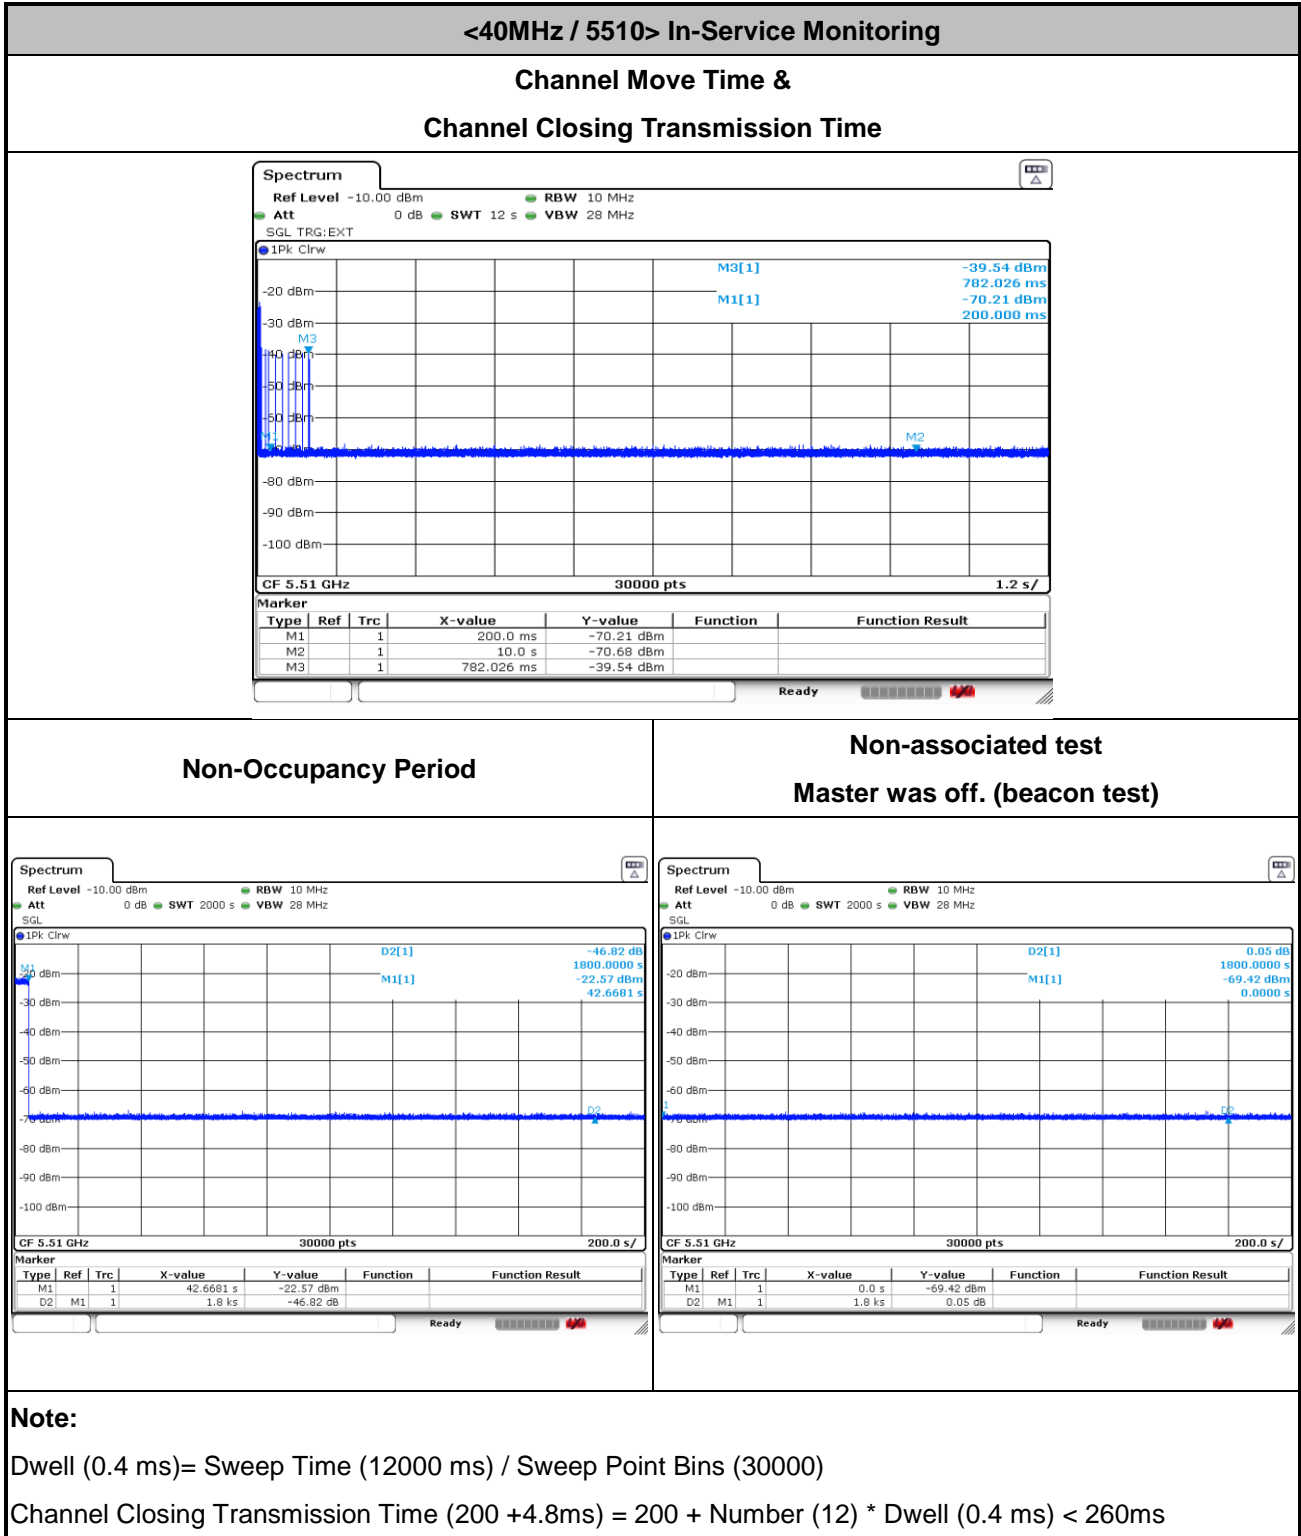 <40MHz / 5510> In-Service Monitoring
Channel Move Time &
Channel Closing Transmission Time
Spectrum
Ref Level -10.00 dBm RBW 10 MHz
Att 0 dB SWT 12 s VBW 28 MHz
SGL TRG:EXT
1Pk Clrw
M3[1] -39.54 dBm
782.026 ms
-20 dBm
M1[1] -70.21 dBm
200.000 ms
-30 dBm
M3
-40 dBm
-50 dBm
M1
M2
-80 dBm
-90 dBm
-100 dBm
CF 5.51 GHz 30000 pts 1.2 s/
Marker
Type Ref Trc X-value Y-value Function Function Result
M1 1 200.0 ms -70.21 dBm
M2 1 10.0 s -70.68 dBm
M3 1 782.026 ms -39.54 dBm
Ready
Non-Occupancy Period
Non-associated test
Master was off. (beacon test)
Spectrum
Ref Level -10.00 dBm RBW 10 MHz
Att 0 dB SWT 2000 s VBW 28 MHz
SGL
1Pk Clrw
D2[1] -46.82 dB
1800.0000 s
M1
-20 dBm
M1[1] -22.57 dBm
42.6681 s
-30 dBm
-40 dBm
-50 dBm
-60 dBm
D2
-70 dBm
-80 dBm
-90 dBm
-100 dBm
CF 5.51 GHz 30000 pts 200.0 s/
Marker
Type Ref Trc X-value Y-value Function Function Result
M1 1 42.6681 s -22.57 dBm
D2 M1 1 1.8 ks -46.82 dB
Ready
Spectrum
Ref Level -10.00 dBm RBW 10 MHz
Att 0 dB SWT 2000 s VBW 28 MHz
SGL
1Pk Clrw
D2[1] 0.05 dB
1800.0000 s
-20 dBm
M1[1] -69.42 dBm
0.0000 s
-30 dBm
-40 dBm
-50 dBm
-60 dBm
1
D2
-70 dBm
-80 dBm
-90 dBm
-100 dBm
CF 5.51 GHz 30000 pts 200.0 s/
Marker
Type Ref Trc X-value Y-value Function Function Result
M1 1 0.0 s -69.42 dBm
D2 M1 1 1.8 ks 0.05 dB
Ready
Note:
Dwell (0.4 ms)= Sweep Time (12000 ms) / Sweep Point Bins (30000)
Channel Closing Transmission Time (200 +4.8ms) = 200 + Number (12) * Dwell (0.4 ms) < 260ms